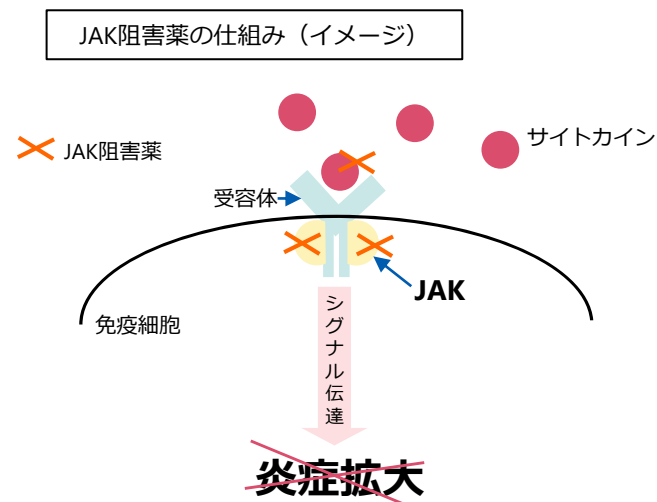 JAK阻害薬の仕組み（イメージ）
サイトカイン
JAK阻害薬
受容体
JAK
免疫細胞
シグナル伝達
炎症拡大